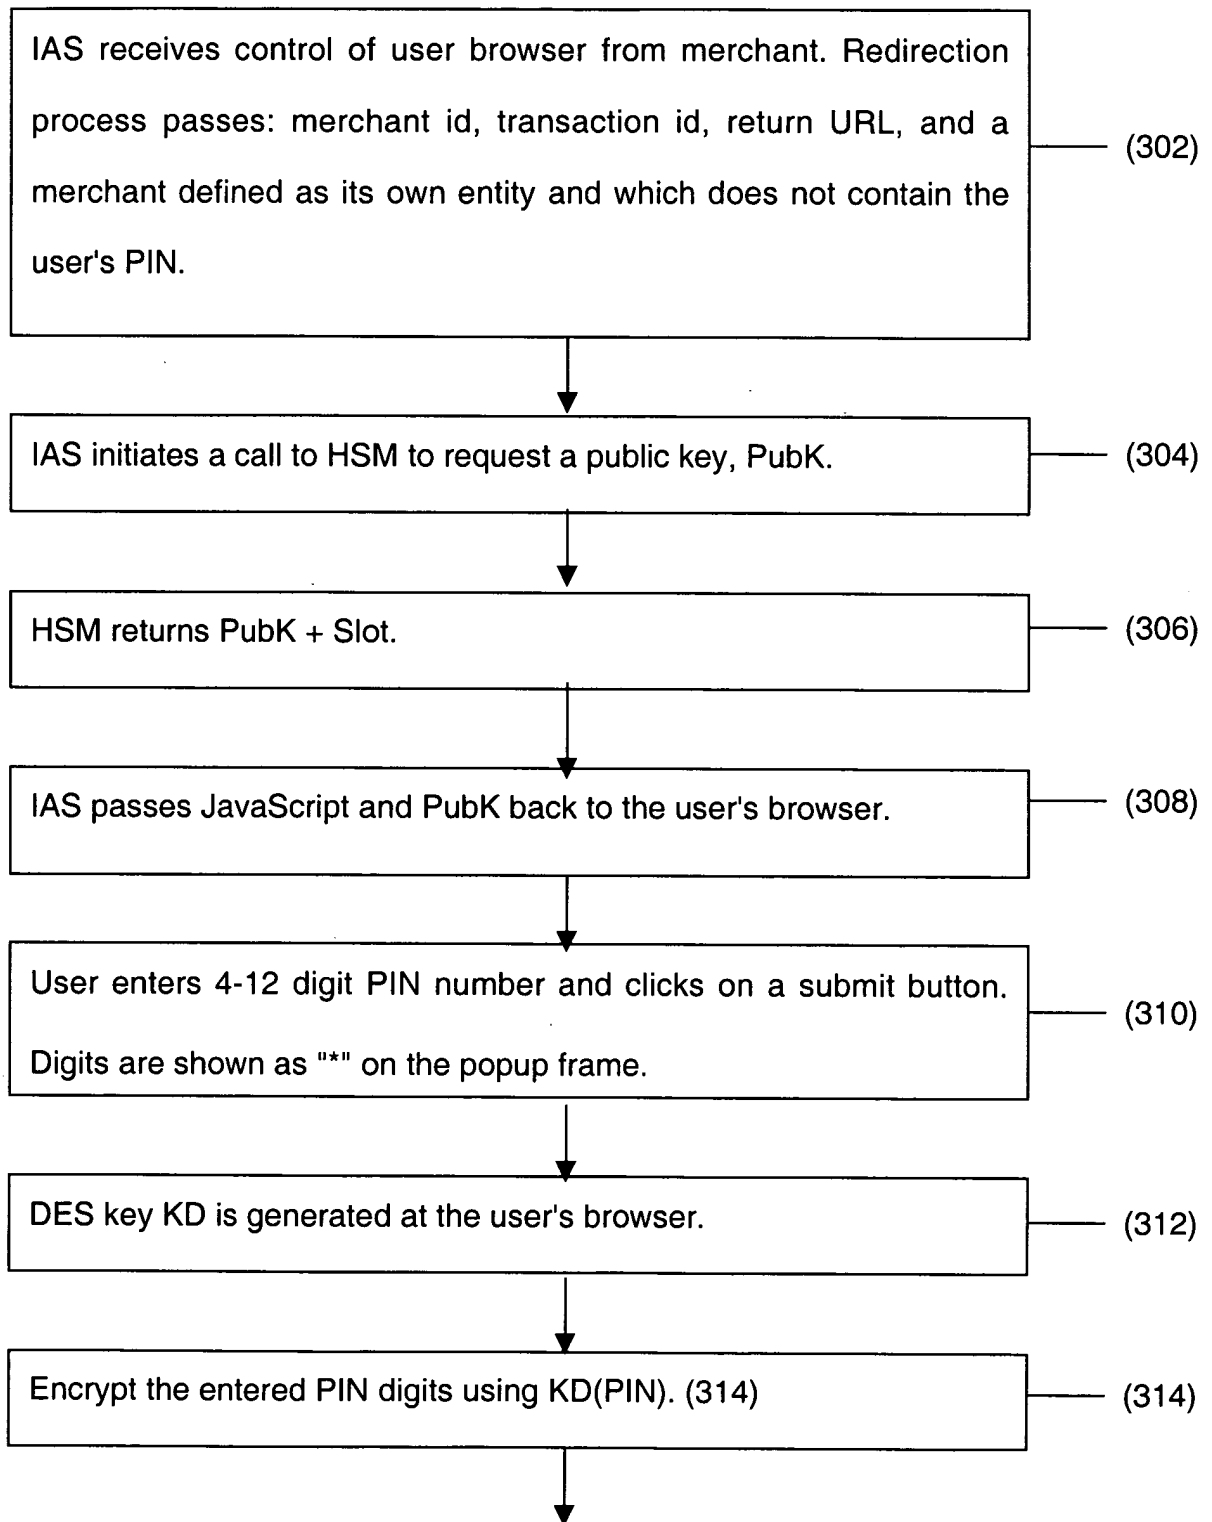 IAS receives control of user browser from merchant. Redirection
process passes: merchant id, transaction id, return URL, and a
merchant defined as its own entity and which does not contain the
user's PIN.
(302)
IAS initiates a call to HSM to request a public key, PubK.
(304)
HSM returns PubK + Slot.
(306)
IAS passes JavaScript and PubK back to the user's browser.
(308)
User enters 4-12 digit PIN number and clicks on a submit button.
Digits are shown as "*" on the popup frame.
(310)
DES key KD is generated at the user's browser.
(312)
Encrypt the entered PIN digits using KD(PIN). (314)
(314)